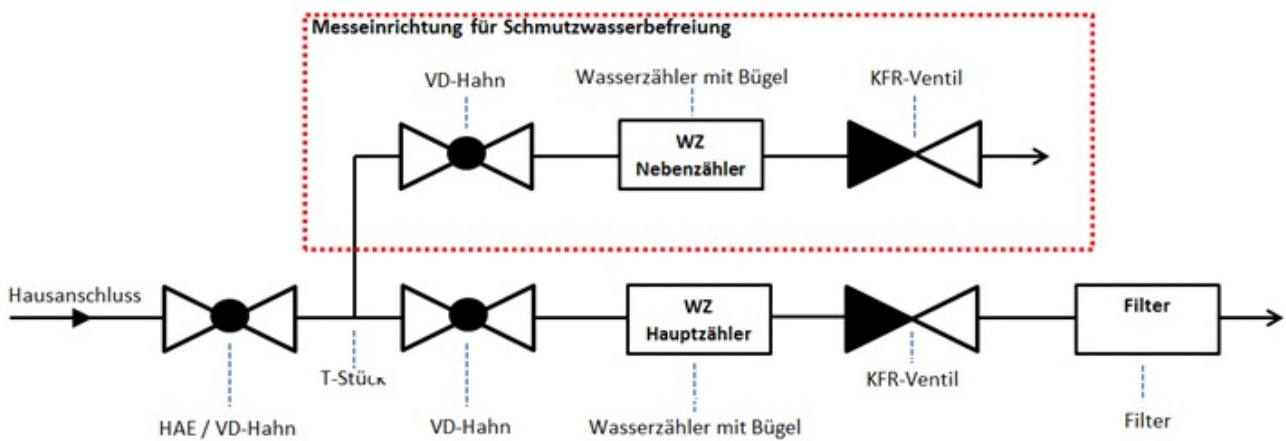 Messeinrichtung für Schmutzwasserbefreiung
VD-Hahn
Wasserzähler mit Bügel
KFR-Ventil
WZ
Nebenzähler
Hausanschluss
WZ
Hauptzähler
Filter
T-Stück
KFR-Ventil
HAE / VD-Hahn
VD-Hahn
Wasserzähler mit Bügel
Filter